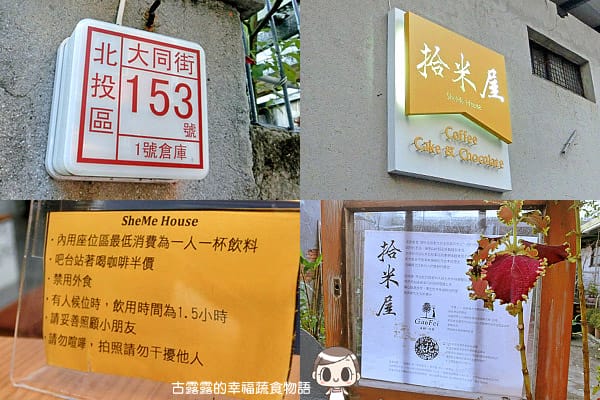 北投區
大同街
153
號
1號倉庫
拾米屋
SheMe House
Coffee
Cake & Chocolate
SheMe House
·內用座位區最低消費為一人一杯飲料
·吧台站著喝咖啡半價
·禁用外食
·有人候位時，飲用時間為1.5小時
·請妥善照顧小朋友
·請勿喧嘩，拍照請勿干擾他人
拾米屋
GaoFei
古露露的幸福蔬食物語